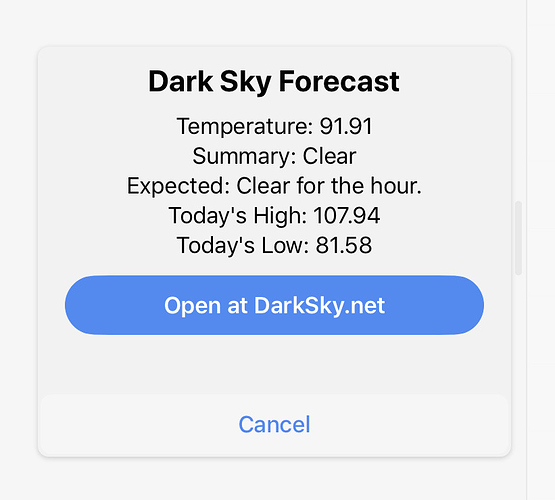 Dark Sky Forecast
Temperature: 91.91
Summary: Clear
Expected: Clear for the hour.
Today's High: 107.94
Today's Low: 81.58
Open at DarkSky.net
Cancel